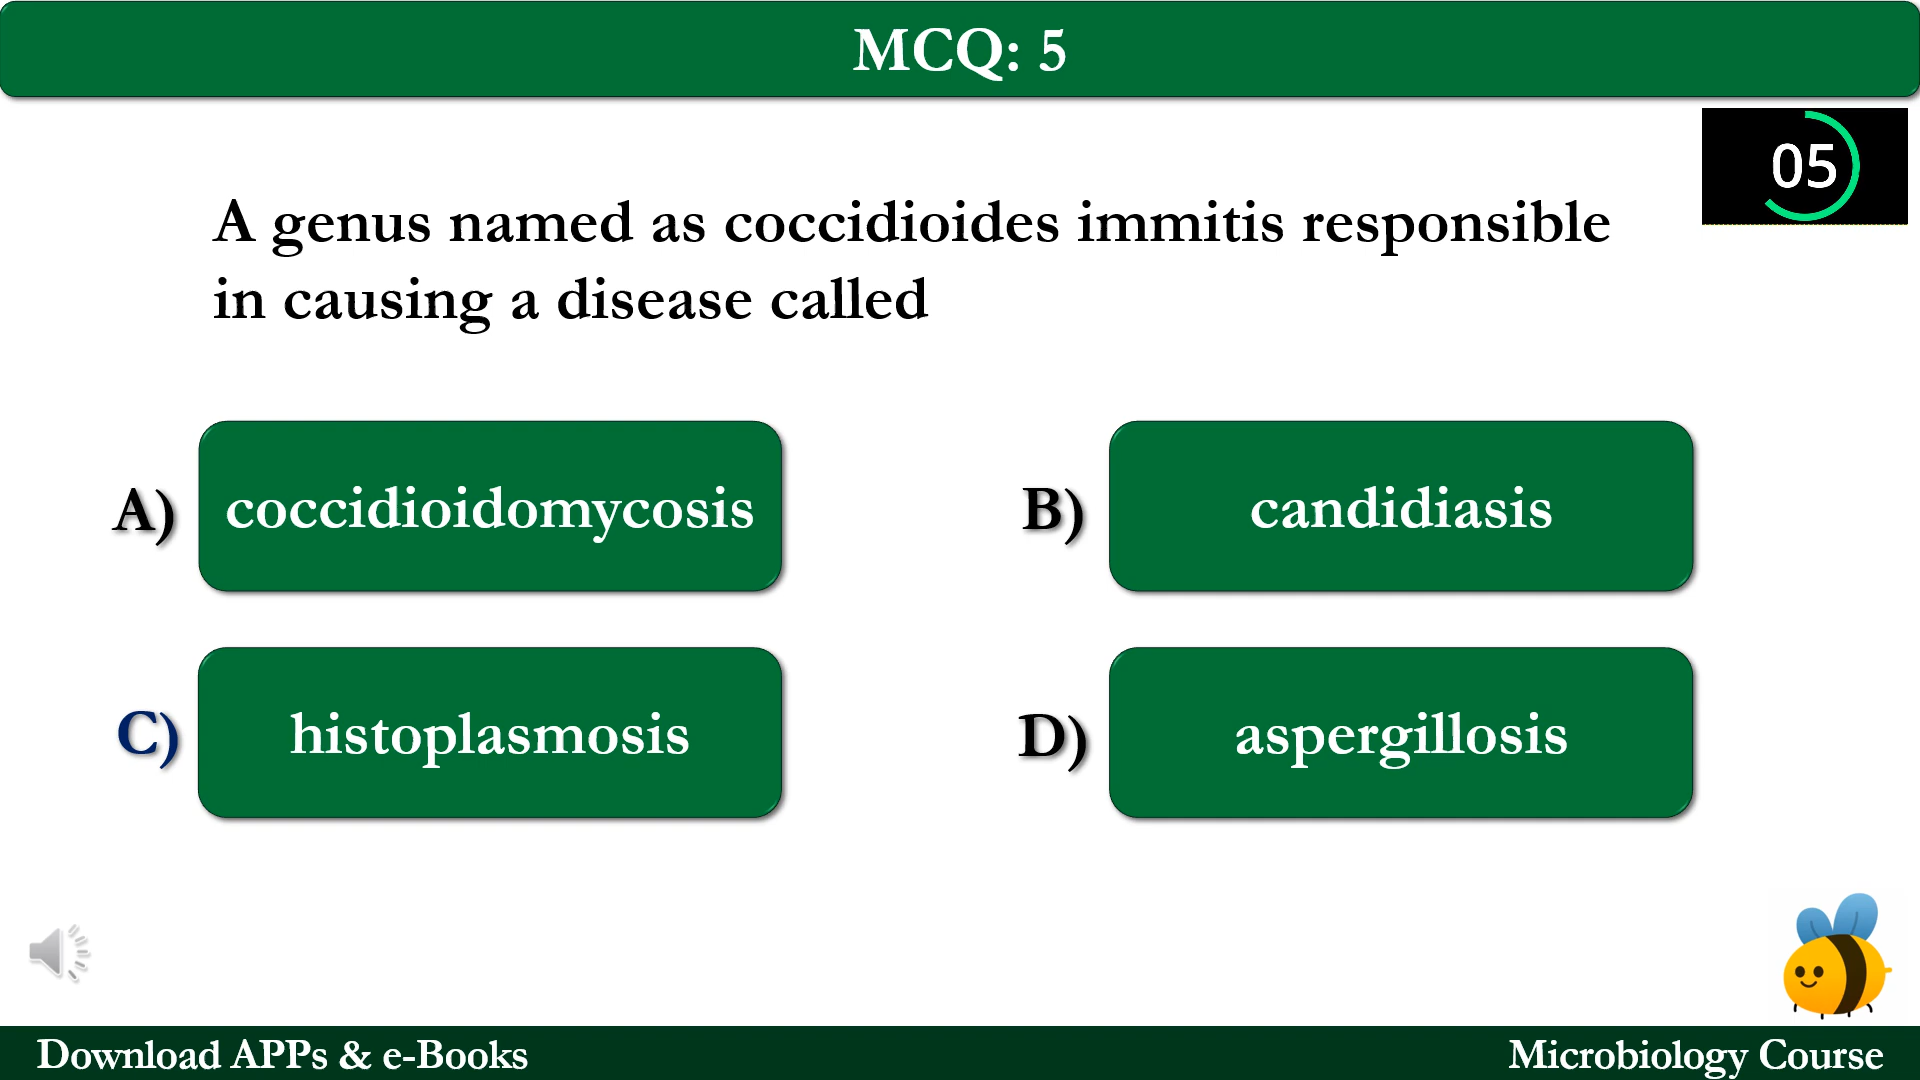 MCQ: 5
05
A genus named as coccidioides immitis responsible
in causing a disease called
A) coccidioidomycosis
B) candidiasis
C) histoplasmosis
D) aspergillosis
Download APPs & e-Books
Microbiology Course